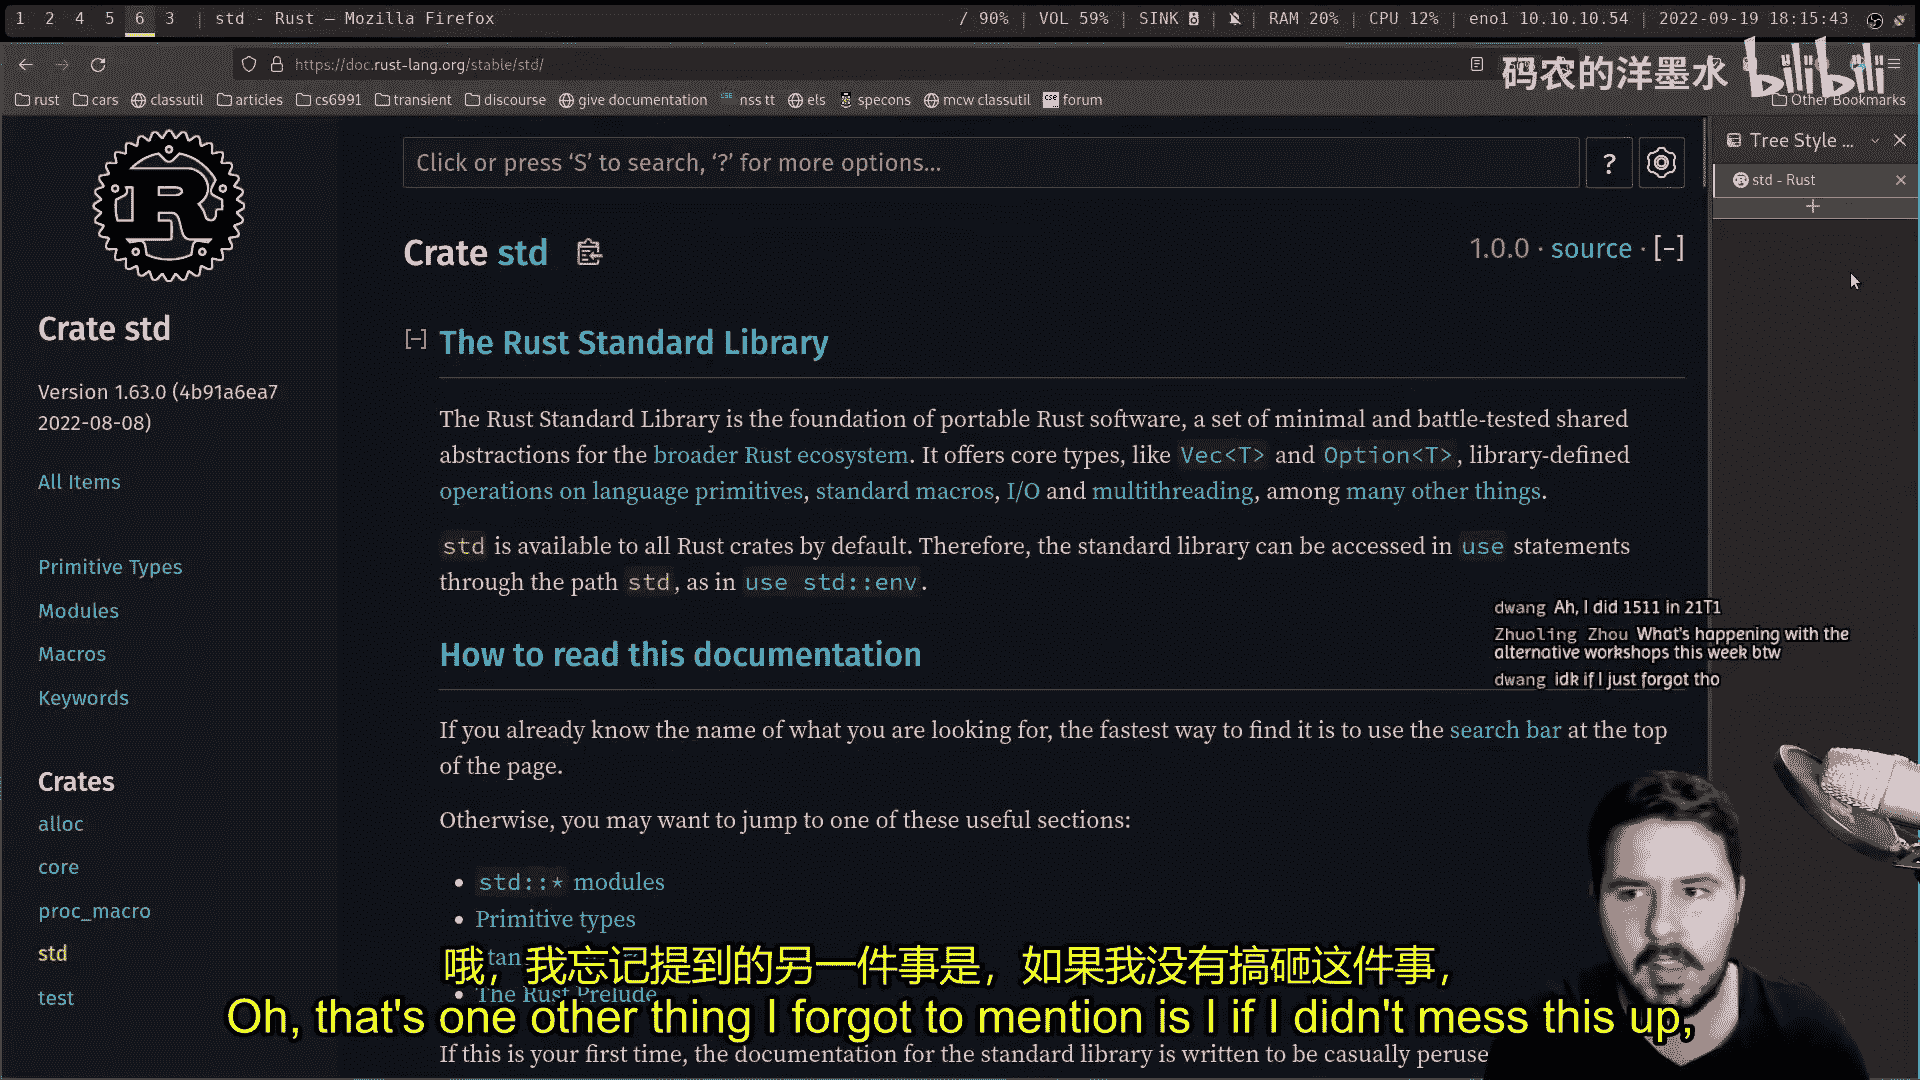 1 2 4 5 6 3 | std - Rust — Mozilla Firefox
/ 90% | VOL 59% | SINK | RAM 20% | CPU 12% | eno1 10.10.10.54 | 2022-09-19 18:15:43
https://doc.rust-lang.org/stable/std/
码农的洋墨水 bilibili
rust cars classutil articles cs6991 transient discourse give documentation nss tt els specons mcw classutil forum
Other Bookmarks
Tree Style ...
std - Rust
Click or press ‘S’ to search, ‘?’ for more options…
?
R
Crate std
1.0.0 · source · [−]
Crate std
Version 1.63.0 (4b91a6ea7
2022-08-08)
All Items
Primitive Types
Modules
Macros
Keywords
Crates
alloc
core
proc_macro
std
test
[−] The Rust Standard Library
The Rust Standard Library is the foundation of portable Rust software, a set of minimal and battle-tested shared
abstractions for the broader Rust ecosystem. It offers core types, like Vec<T> and Option<T>, library-defined
operations on language primitives, standard macros, I/O and multithreading, among many other things.
std is available to all Rust crates by default. Therefore, the standard library can be accessed in use statements
through the path std, as in use std::env.
dwang Ah, I did 1511 in 21T1
Zhuoling Zhou What's happening with the
alternative workshops this week btw
dwang idk if I just forgot tho
How to read this documentation
If you already know the name of what you are looking for, the fastest way to find it is to use the search bar at the top
of the page.
Otherwise, you may want to jump to one of these useful sections:
• std::* modules
• Primitive types
• The Rust Prelude
If this is your first time, the documentation for the standard library is written to be casually peruse
哦，我忘记提到的另一件事是，如果我没有搞砸这件事，
Oh, that's one other thing I forgot to mention is I if I didn't mess this up,